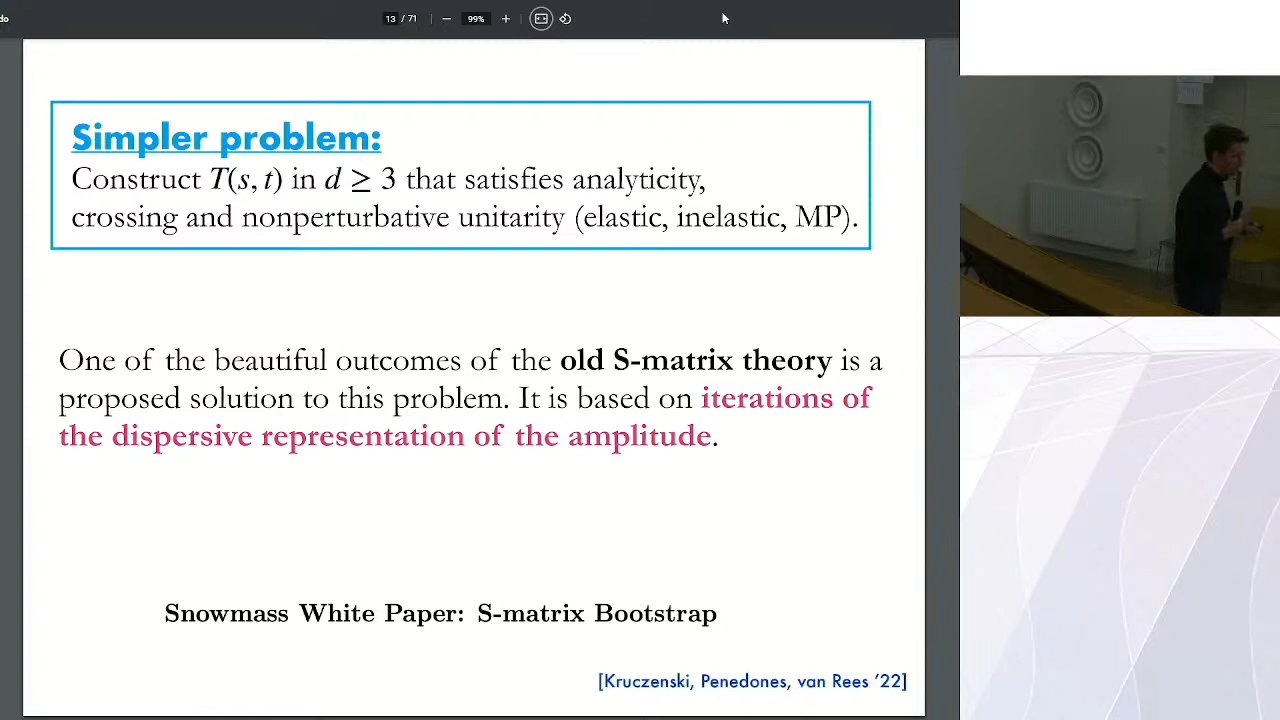 do
13 / 71
99%
Simpler problem:
Construct T(s, t) in d ≥ 3 that satisfies analyticity,
crossing and nonperturbative unitarity (elastic, inelastic, MP).
One of the beautiful outcomes of the old S-matrix theory is a
proposed solution to this problem. It is based on iterations of
the dispersive representation of the amplitude.
Snowmass White Paper: S-matrix Bootstrap
[Kruczenski, Penedones, van Rees ’22]